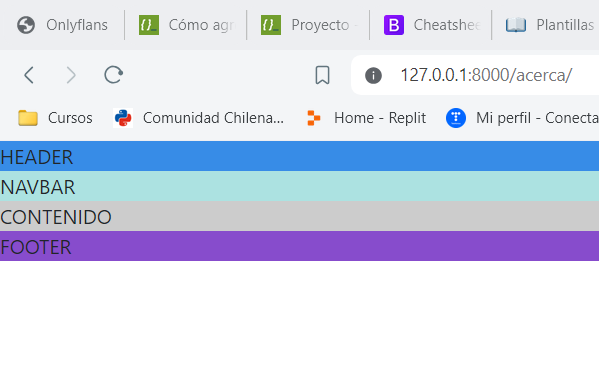 Onlyflans Cómo agr Proyecto - Cheatshe Plantillas
127.0.0.1:8000/acerca/
Cursos Comunidad Chilena... Home - Replit Mi perfil - Conecta
HEADER
NAVBAR
CONTENIDO
FOOTER